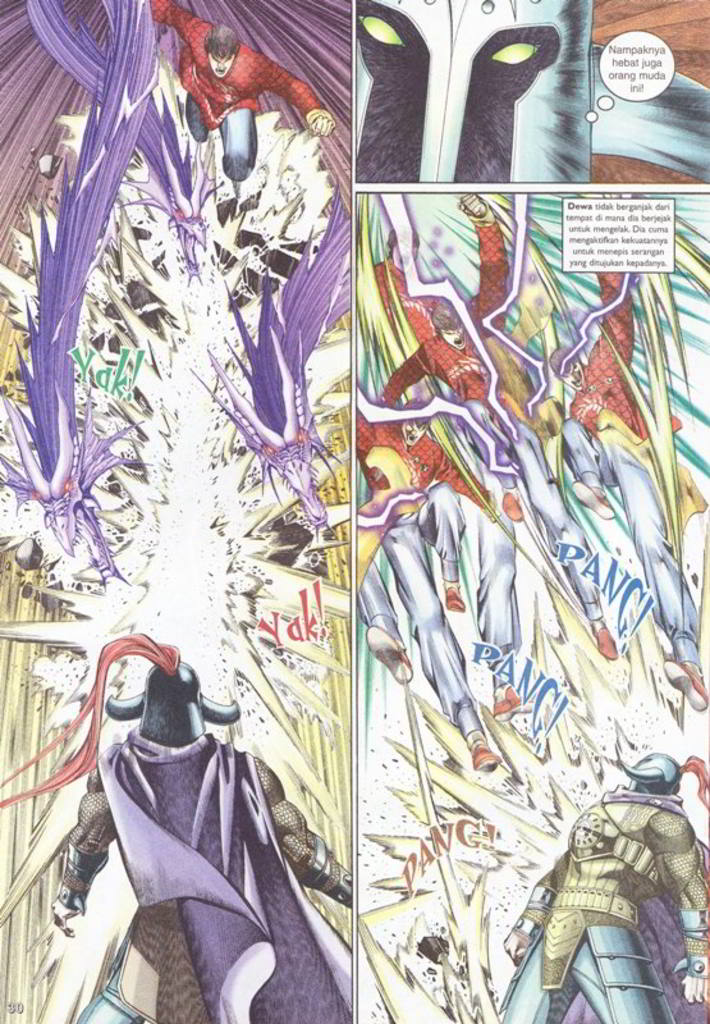 Yak!
Yak!
30
Nampaknya
hebat juga
orang muda
ini!
Dewa tidak berganjak dari
tempat di mana dia berjejak
untuk mengelak. Dia cuma
mengaktifkan kekuatannya
untuk menepis serangan
yang ditujukan kepadanya.
PANG!
PANG!
PANG!